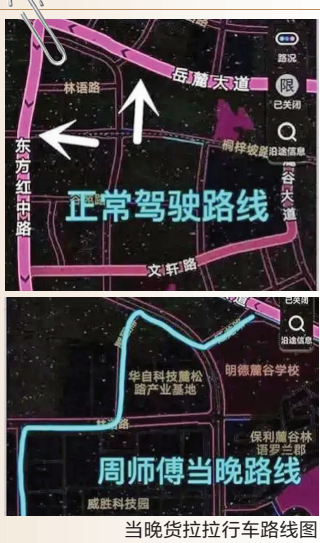 路况
岳麓大道
限
已关闭
林语路
沿途信息
东方红中路
桐梓坡路
麓谷大道
正常驾驶路线
文轩路
道
已关闭
沿途信息
华自科技麓松
路产业基地
明德麓谷学校
保利麓谷林
语罗兰郡
周师傅当晚路线
威胜科技园
当晚货拉拉行车路线图